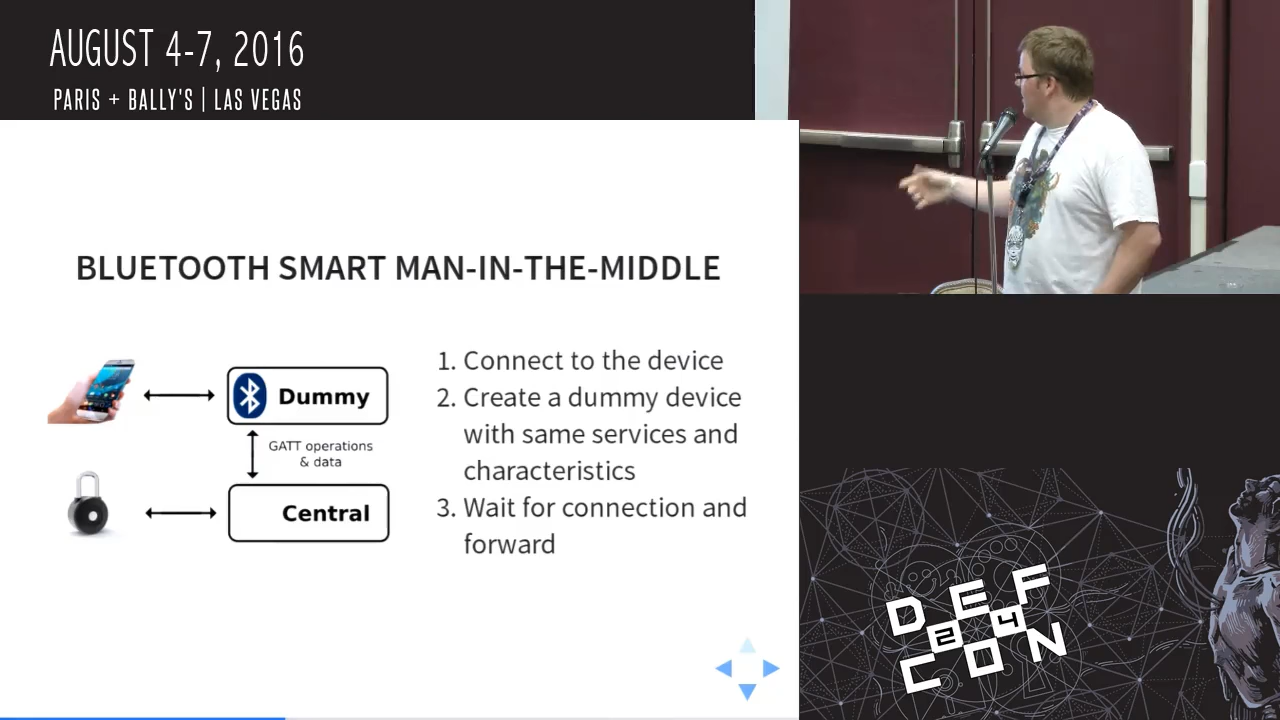 AUGUST 4-7, 2016
PARIS + BALLY'S | LAS VEGAS
BLUETOOTH SMART MAN-IN-THE-MIDDLE
Dummy
GATT operations
& data
Central
1. Connect to the device
2. Create a dummy device
with same services and
characteristics
3. Wait for connection and
forward
DEF
24
CON